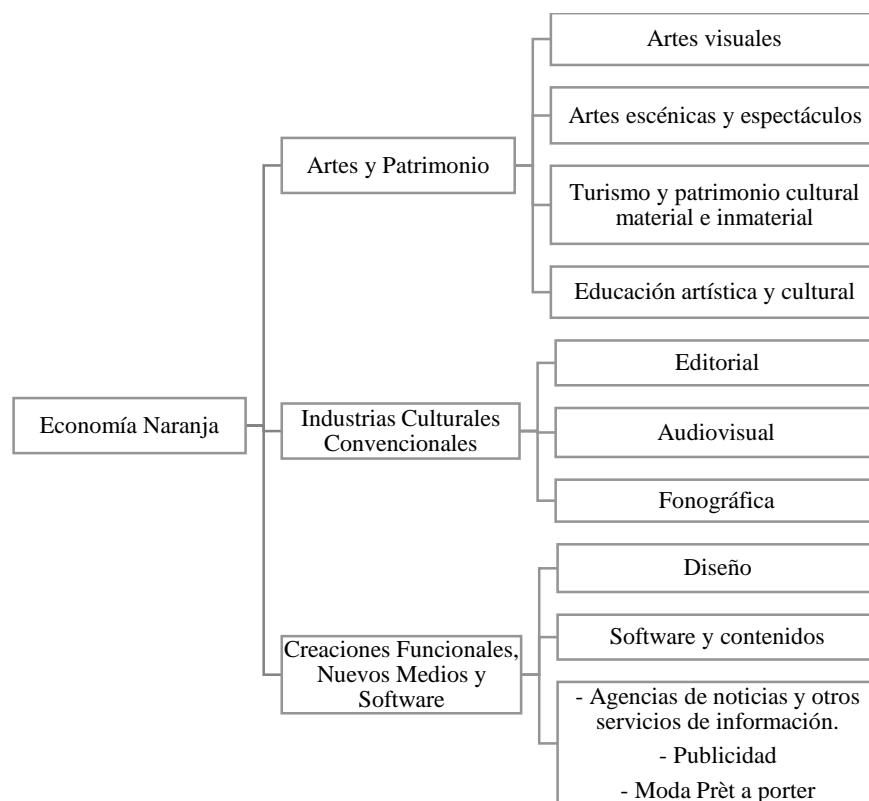 Economía Naranja
Artes y Patrimonio
Artes visuales
Artes escénicas y espectáculos
Turismo y patrimonio cultural
material e inmaterial
Educación artística y cultural
Industrias Culturales
Convencionales
Editorial
Audiovisual
Fonográfica
Creaciones Funcionales,
Nuevos Medios y
Software
Diseño
Software y contenidos
- Agencias de noticias y otros
servicios de información.
- Publicidad
- Moda Prèt a porter